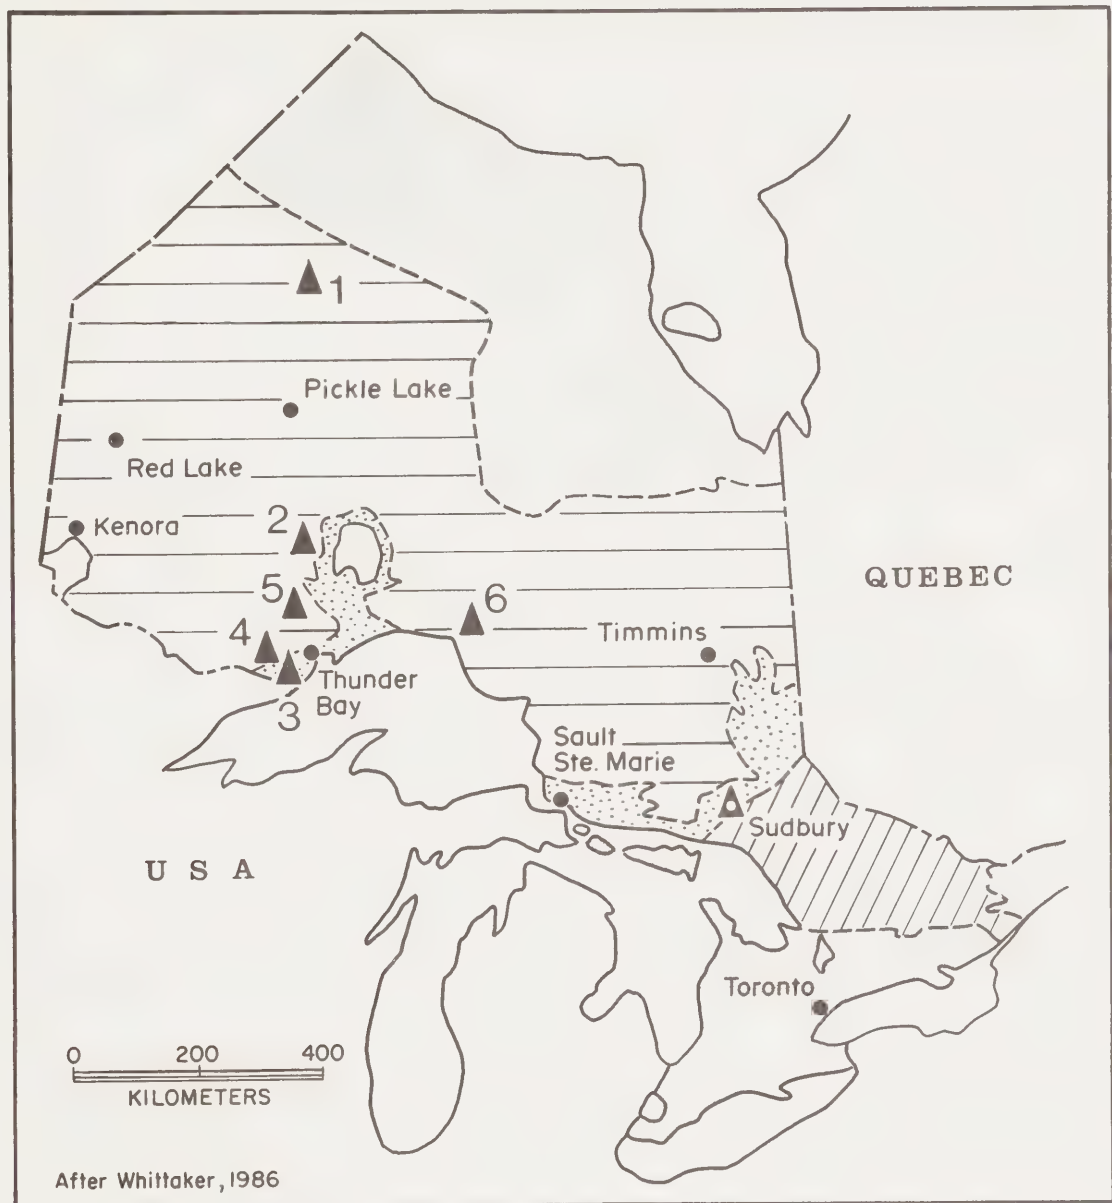 1
Pickle Lake
Red Lake
2
Kenora
QUEBEC
5
6
4
Timmins
Thunder
Bay
3
Sault
Ste. Marie
Sudbury
USA
Toronto
0 200 400
KILOMETERS
After Whittaker, 1986